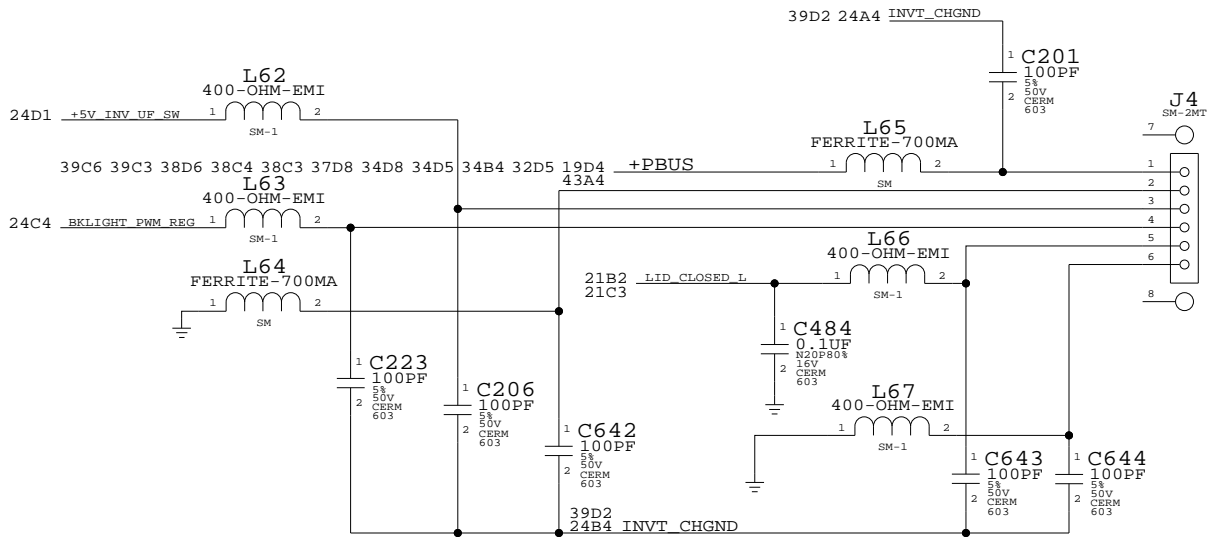 39D2 24A4 INVT_CHGND
1 C201
100PF
5%
50V
2 CERM
603
L62
400-OHM-EMI
24D1 +5V_INV_UF_SW 1 2
SM-1
J4
SM-2MT
7
L65
FERRITE-700MA
39C6 39C3 38D6 38C4 38C3 37D8 34D8 34D5 34B4 32D5 19D4 +PBUS 1 2 1
SM
43A4 2
3
L63
400-OHM-EMI
24C4 BKLIGHT_PWM_REG 1 2 4
SM-1
5
6
L66
400-OHM-EMI
L64
FERRITE-700MA
21B2 LID_CLOSED_L 1 2
21C3
SM-1
1 2
SM
8
1 C484
0.1UF
N20P80%
16V
2 CERM
603
1 C223
100PF
5%
50V
2 CERM
603
1 C206
100PF
5%
50V
2 CERM
603
L67
400-OHM-EMI
1 2
SM-1
1 C642
100PF
5%
50V
2 CERM
603
1 C643
100PF
5%
50V
2 CERM
603
1 C644
100PF
5%
50V
2 CERM
603
39D2
24B4 INVT_CHGND